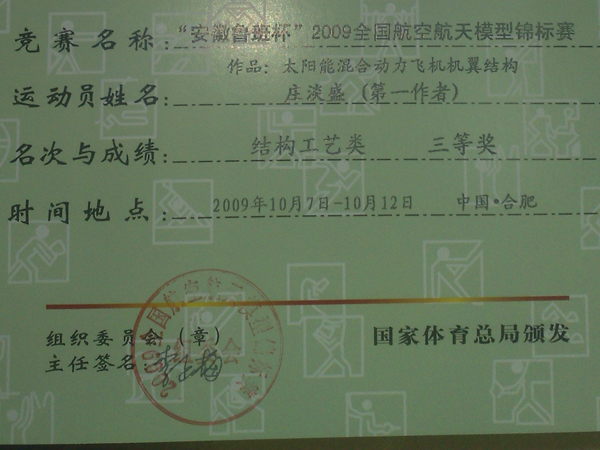 竞赛名称：“安徽鲁班杯”2009全国航空航天模型锦标赛
作品：太阳能混合动力飞机机翼结构
运动员姓名：庄淡盛（第一作者）
名次与成绩：结构工艺类 三等奖
时间地点：2009年10月7日-10月12日 中国·合肥
组织委员会（章）
主任签名：
国家体育总局颁发